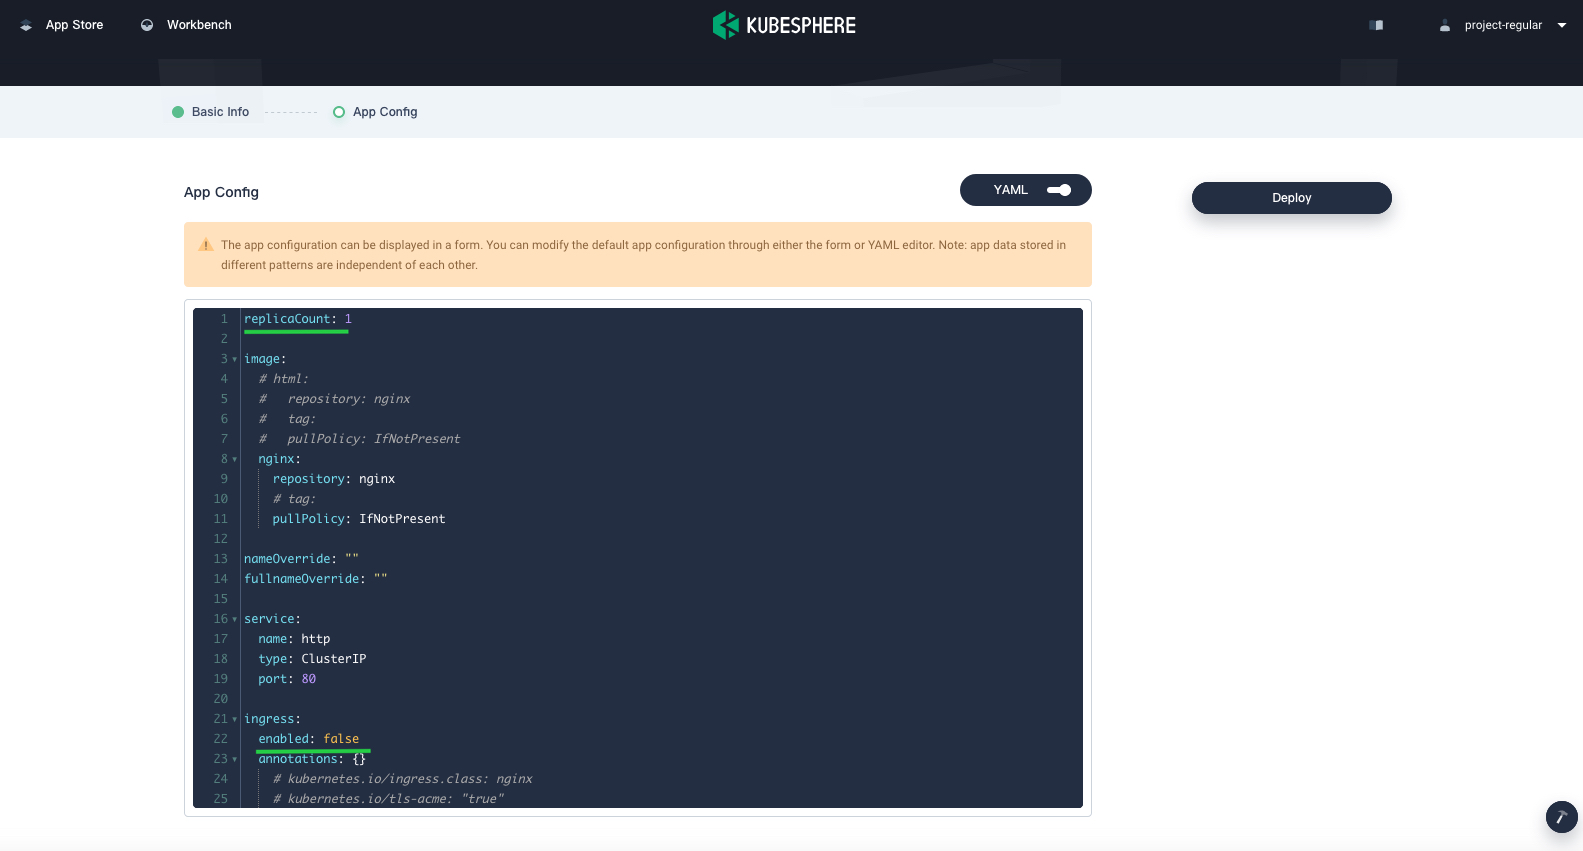 App Store
Workbench
KUBESPHERE
project-regular
Basic Info
App Config
App Config
YAML
Deploy
The app configuration can be displayed in a form. You can modify the default app configuration through either the form or YAML editor. Note: app data stored in
different patterns are independent of each other.
1 replicaCount: 1
2
3 image:
4 # html:
5 #   repository: nginx
6 #   tag:
7 #   pullPolicy: IfNotPresent
8 nginx:
9 repository: nginx
10 # tag:
11 pullPolicy: IfNotPresent
12
13 nameOverride: ""
14 fullnameOverride: ""
15
16 service:
17 name: http
18 type: ClusterIP
19 port: 80
20
21 ingress:
22 enabled: false
23 annotations: {}
24 # kubernetes.io/ingress.class: nginx
25 # kubernetes.io/tls-acme: "true"